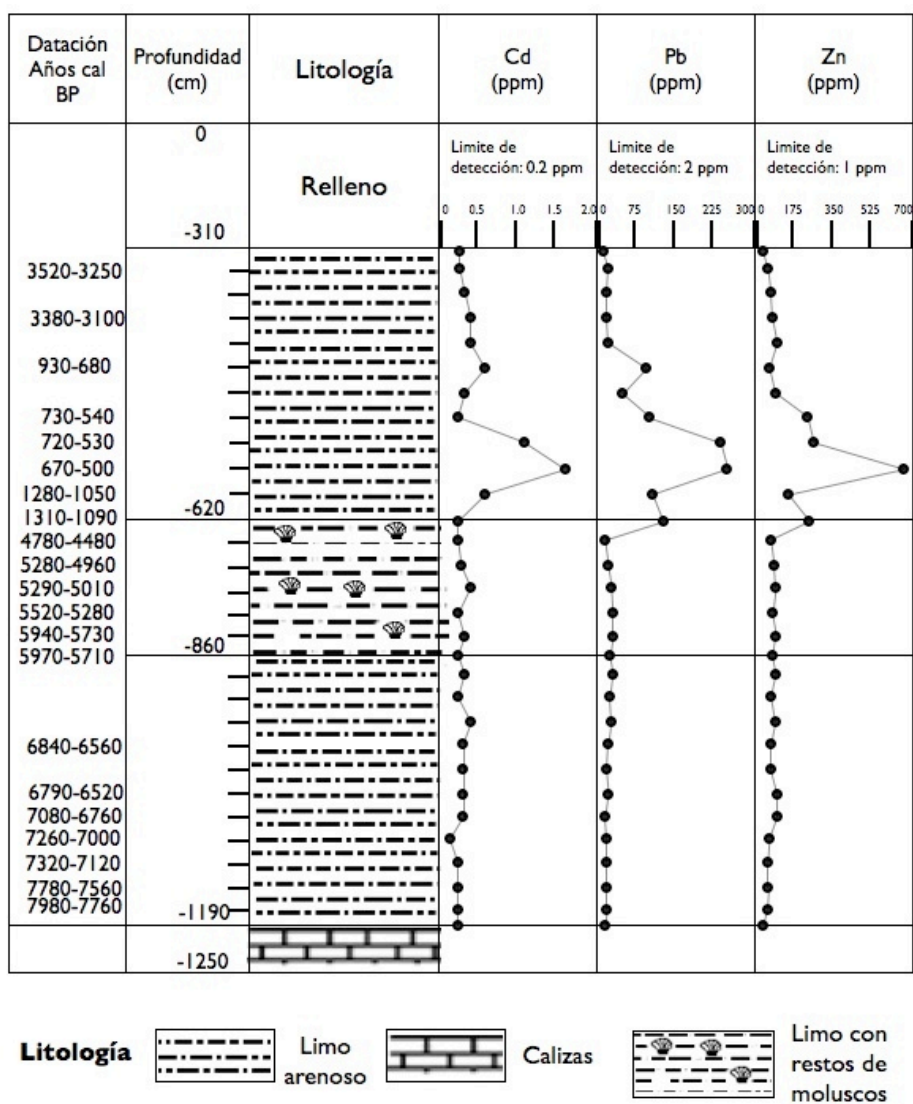 Datación
Años cal
BP
Profundidad
(cm)
Litología
Cd
(ppm)
Pb
(ppm)
Zn
(ppm)
0
Relleno
-310
Limite de
detección: 0.2 ppm
Limite de
detección: 2 ppm
Limite de
detección: 1 ppm
0 0.5 1.0 1.5 2.0
0 75 150 225 300
0 175 350 525 700
3520-3250
3380-3100
930-680
730-540
720-530
670-500
1280-1050
-620
1310-1090
4780-4480
5280-4960
5290-5010
5520-5280
5940-5730
-860
5970-5710
6840-6560
6790-6520
7080-6760
7260-7000
7320-7120
7780-7560
7980-7760
-1190
-1250
Litología
Limo
arenoso
Calizas
Limo con
restos de
moluscos